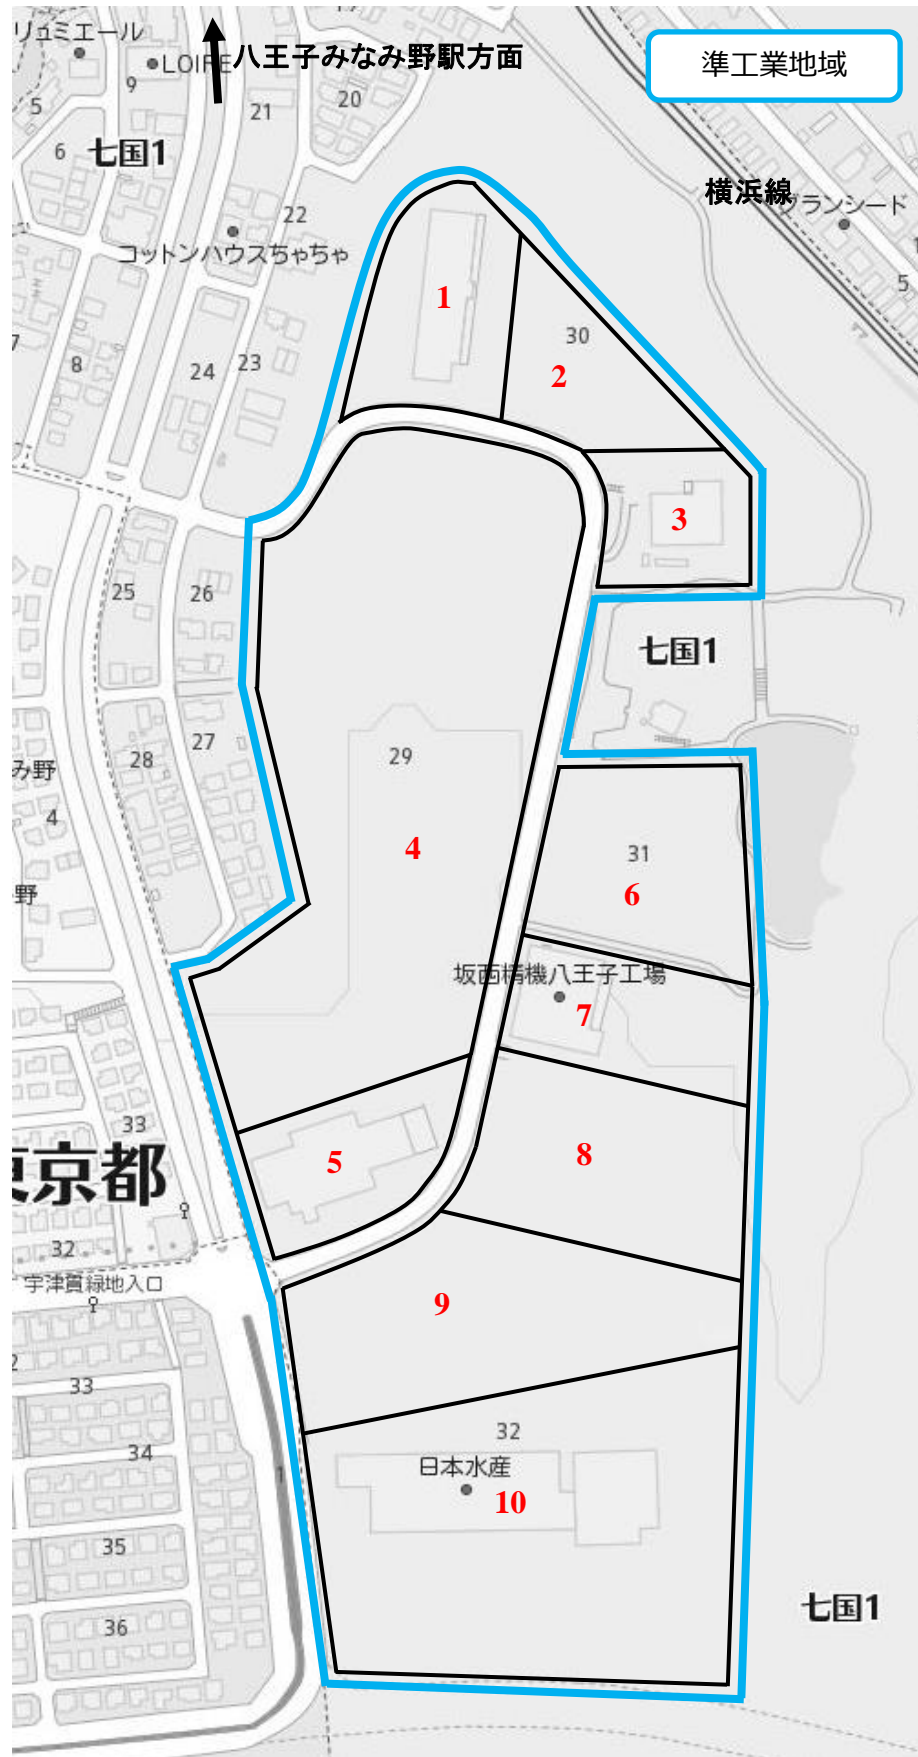 リュミエール
八王子みなみ野駅方面
準工業地域
LOIRE
9
5
21
20
6
七国1
横浜線
グランシード
22
コットンハウスちゃちゃ
5
1
30
7
8
24
23
2
3
25
26
七国1
28
27
29
み野
4
4
31
野
6
坂西精機八王子工場
7
33
5
8
東京都
32
宇津貫緑地入口
9
2
33
32
34
日本水産
1
10
35
七国1
36